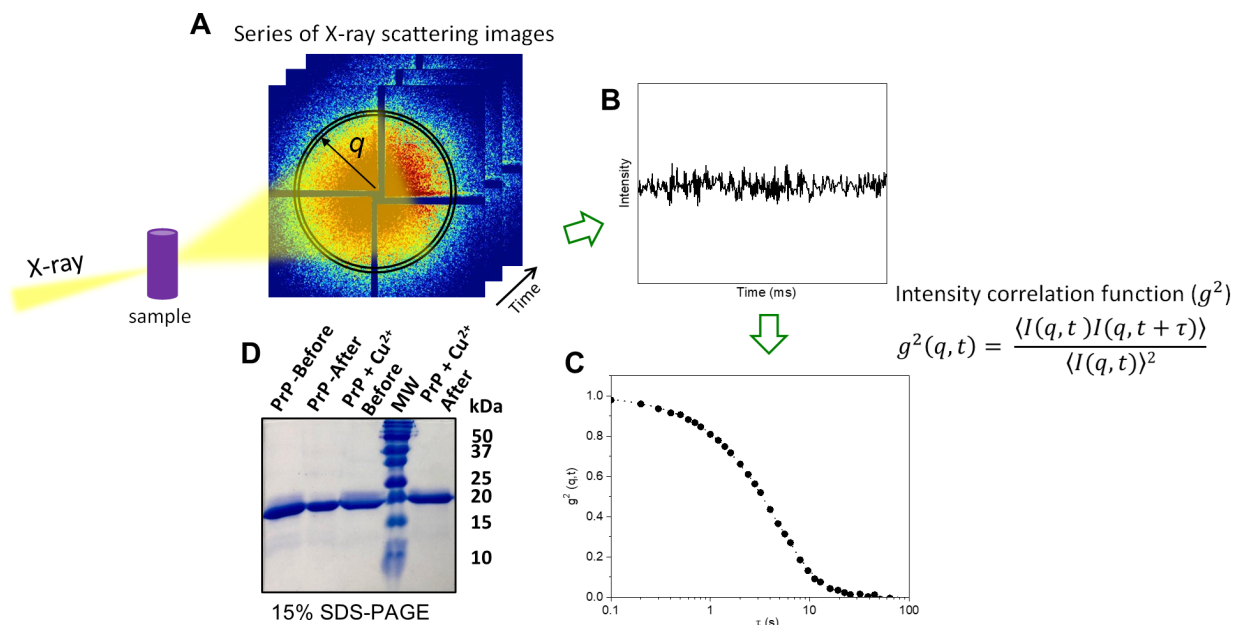 A
Series of X-ray scattering images
q
X-ray
sample
Time
B
Intensity
Time (ms)
Intensity correlation function (g²)
g²(q,t) = ⟨I(q,t)I(q,t + τ)⟩ / ⟨I(q,t)⟩²
D
PrP-Before
PrP-After
PrP + Cu²⁺
Before
MW
PrP + Cu²⁺
After
kDa
50
37
25
20
15
10
15% SDS-PAGE
C
g² (q,t)
1.0
0.8
0.6
0.4
0.2
0.0
0.1
1
10
100
τ (s)